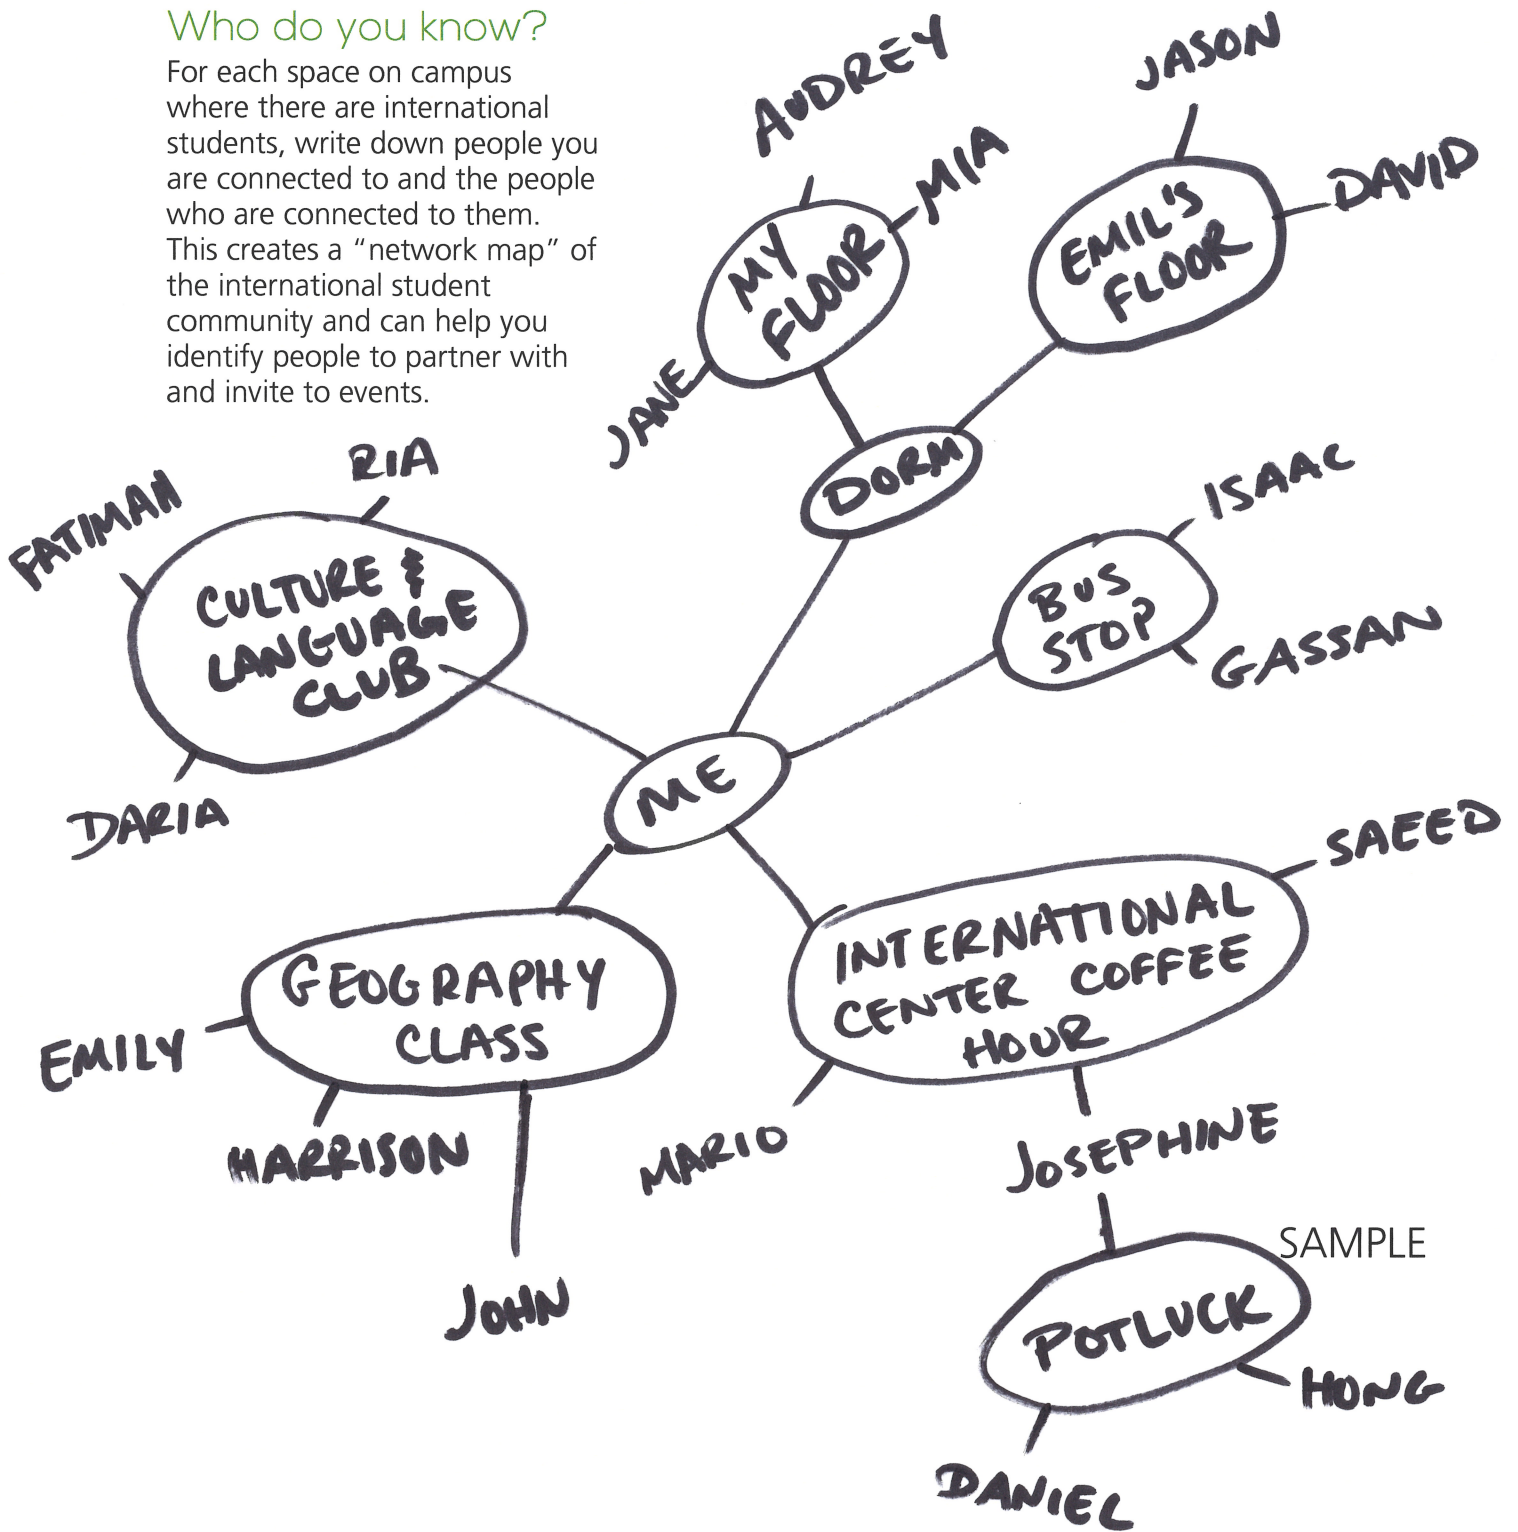 Who do you know?
For each space on campus
where there are international
students, write down people you
are connected to and the people
who are connected to them.
This creates a “network map” of
the international student
community and can help you
identify people to partner with
and invite to events.
AUDREY
JASON
MIA
DAVID
MY
FLOOR
EMIL'S
FLOOR
JANE
DORM
RIA
FATIMAH
ISAAC
CULTURE &
LANGUAGE
CLUB
BUS
STOP
GASSAN
DARIA
ME
SAEED
GEOGRAPHY
CLASS
INTERNATIONAL
CENTER COFFEE
HOUR
EMILY
HARRISON
MARIO
JOSEPHINE
JOHN
SAMPLE
POTLUCK
HONG
DANIEL